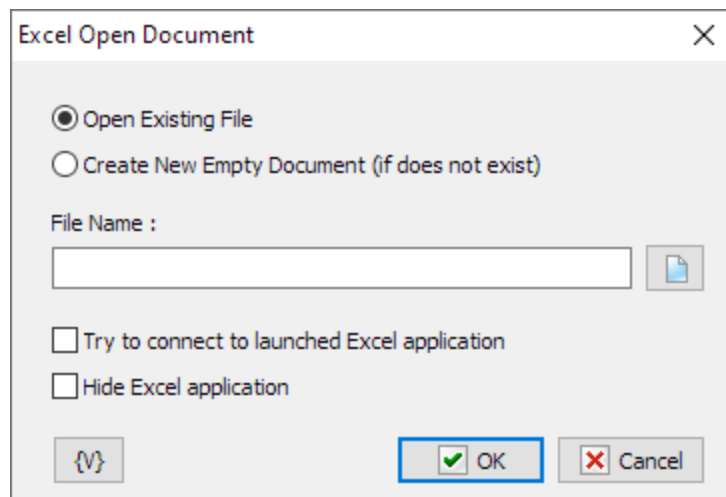 Excel Open Document
Open Existing File
Create New Empty Document (if does not exist)
File Name :
Try to connect to launched Excel application
Hide Excel application
{V} OK Cancel